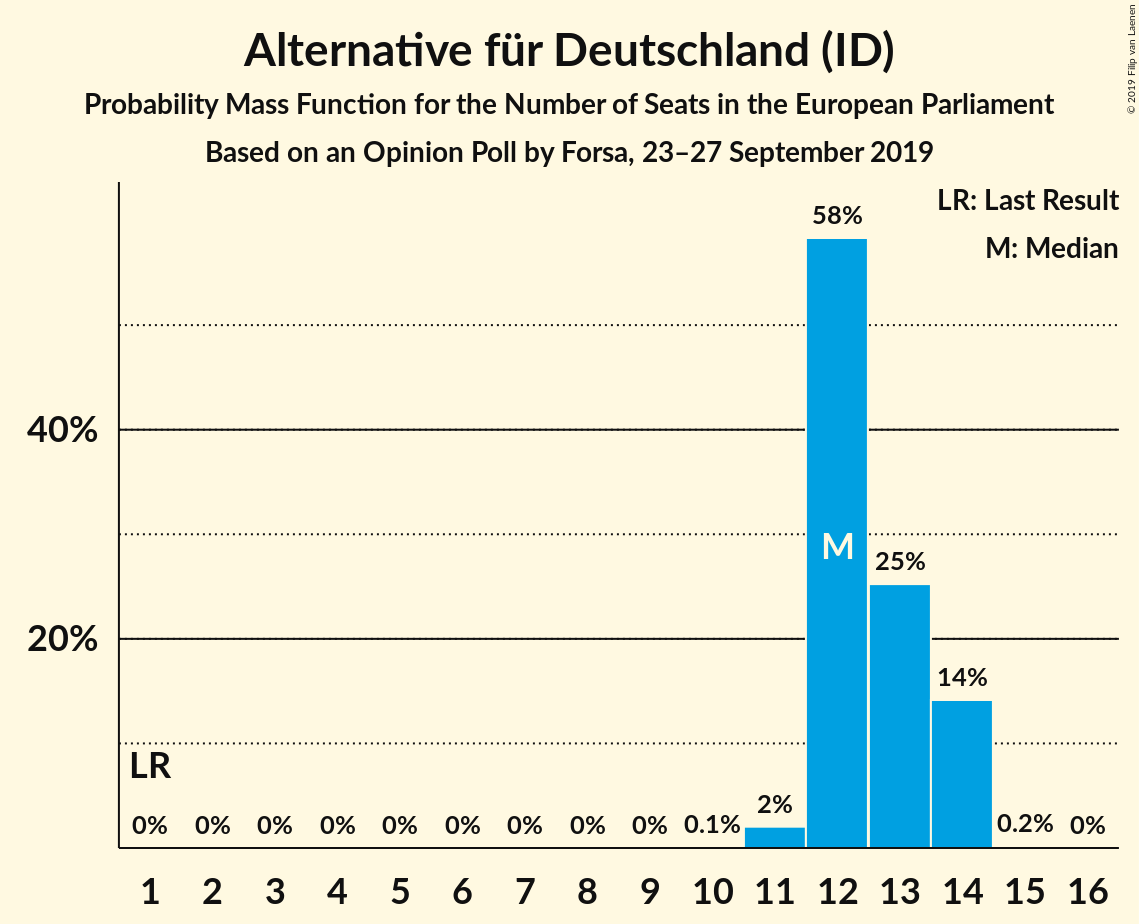 Alternative für Deutschland (ID)
Probability Mass Function for the Number of Seats in the European Parliament
Based on an Opinion Poll by Forsa, 23–27 September 2019
© 2019 Filip van Laenen
LR: Last Result
M: Median
58%
40%
M
25%
20%
14%
LR
0% 0% 0% 0% 0% 0% 0% 0% 0% 0.1% 2% 0.2% 0%
1 2 3 4 5 6 7 8 9 10 11 12 13 14 15 16